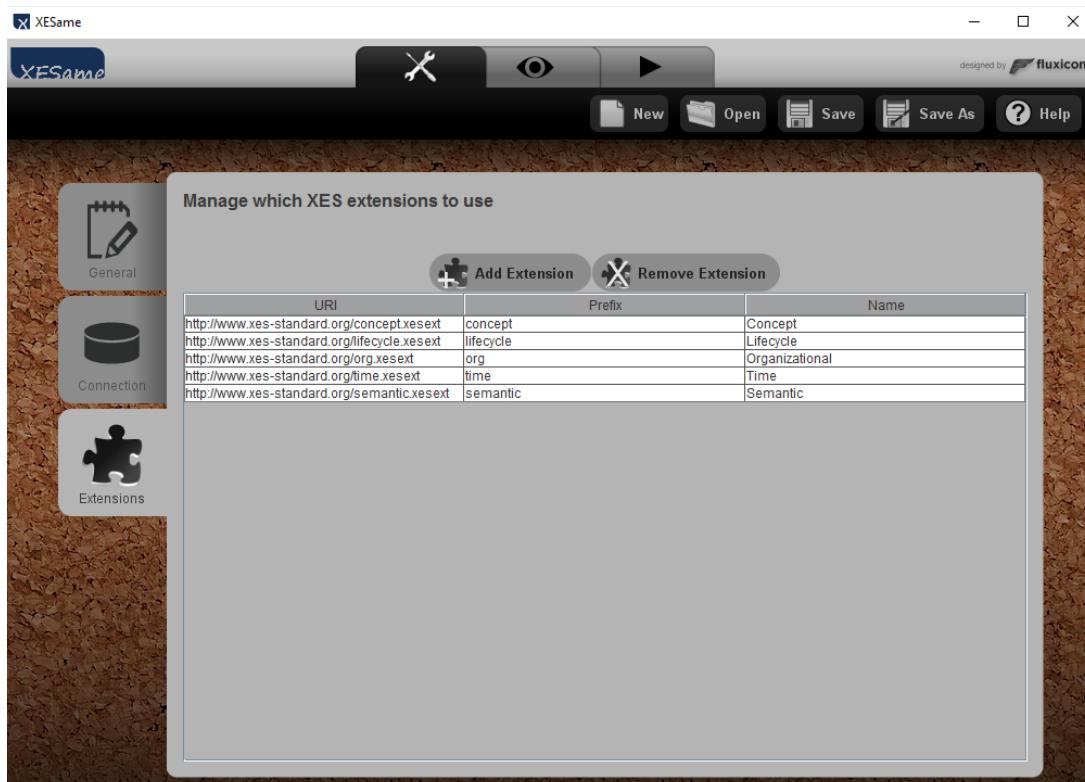 XESame
XESame
designed by fluxicon
New Open Save Save As Help
Manage which XES extensions to use
General
Add Extension Remove Extension
URI Prefix Name
http://www.xes-standard.org/concept.xesext concept Concept
http://www.xes-standard.org/lifecycle.xesext lifecycle Lifecycle
http://www.xes-standard.org/org.xesext org Organizational
http://www.xes-standard.org/time.xesext time Time
http://www.xes-standard.org/semantic.xesext semantic Semantic
Connection
Extensions